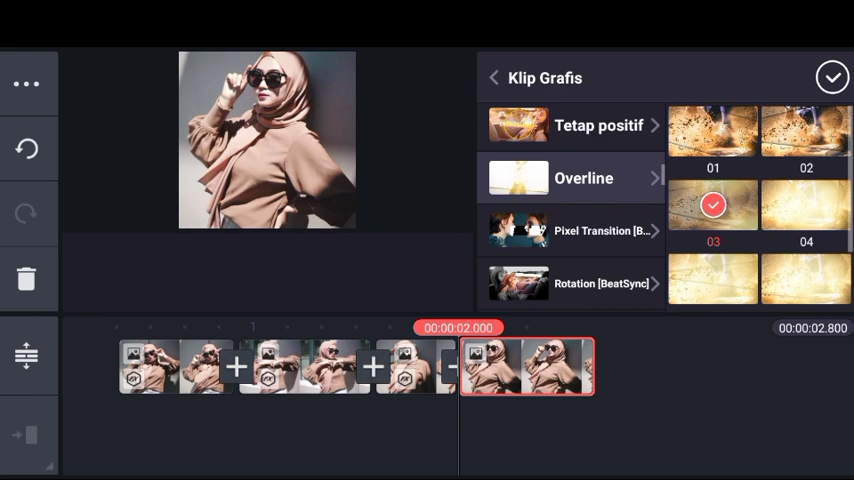 Klip Grafis
Tetap positif
Overline
Pixel Transition [B...
Rotation [BeatSync]
01
02
03
04
1
00:00:02.000
00:00:02.800